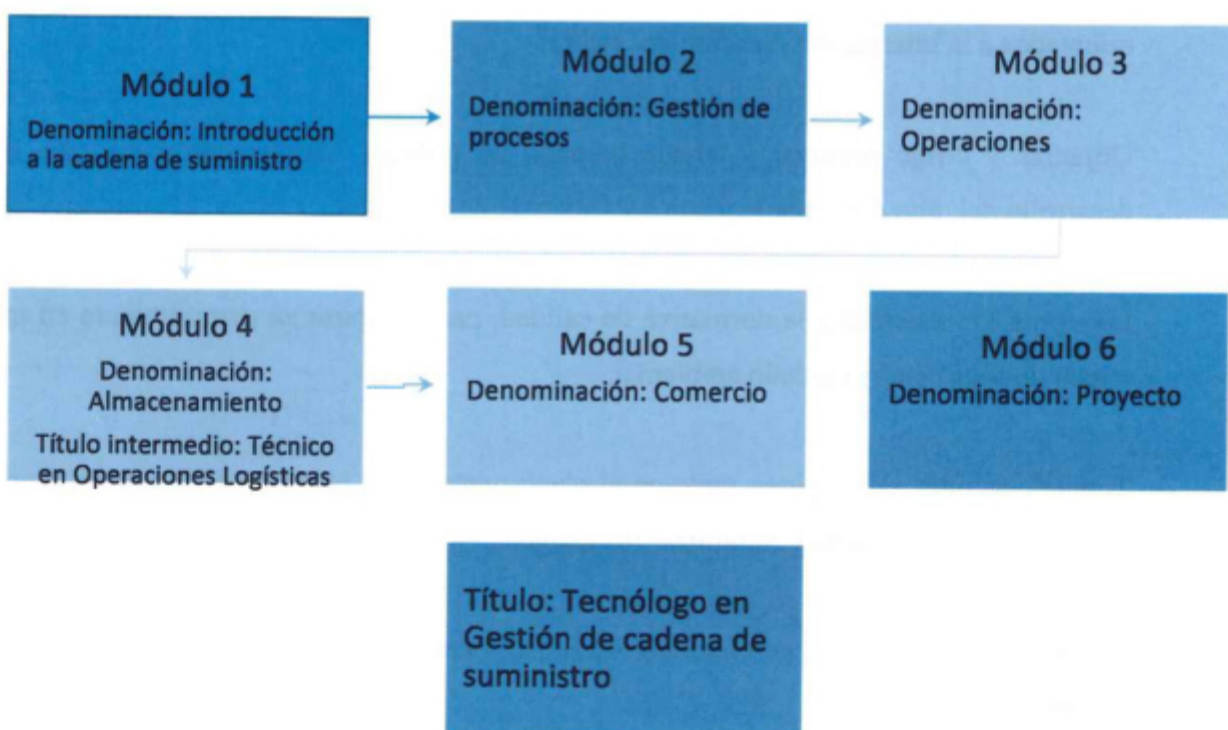 Módulo 1
Denominación: Introducción
a la cadena de suministro
Módulo 2
Denominación: Gestión de
procesos
Módulo 3
Denominación:
Operaciones
Módulo 4
Denominación:
Almacenamiento
Título intermedio: Técnico
en Operaciones Logísticas
Módulo 5
Denominación: Comercio
Módulo 6
Denominación: Proyecto
Título: Tecnólogo en
Gestión de cadena de
suministro